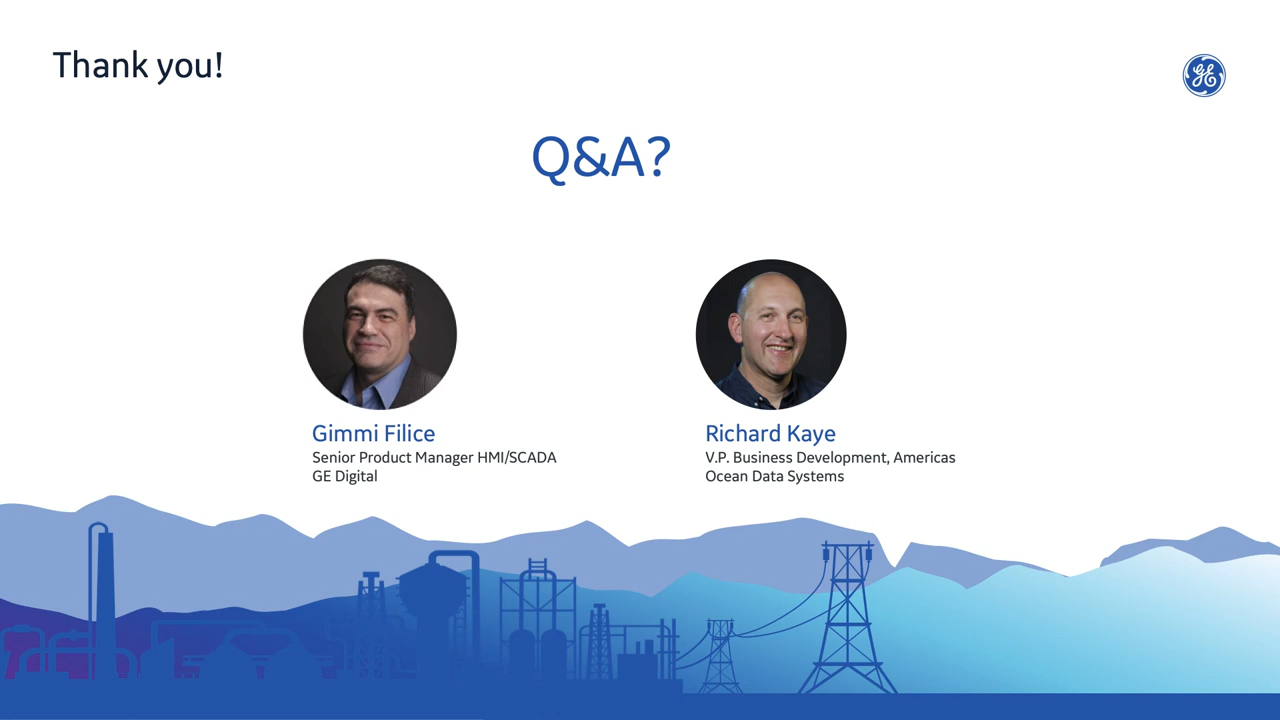 Thank you!
Q&A?
Gimmi Filice
Senior Product Manager HMI/SCADA
GE Digital
Richard Kaye
V.P. Business Development, Americas
Ocean Data Systems